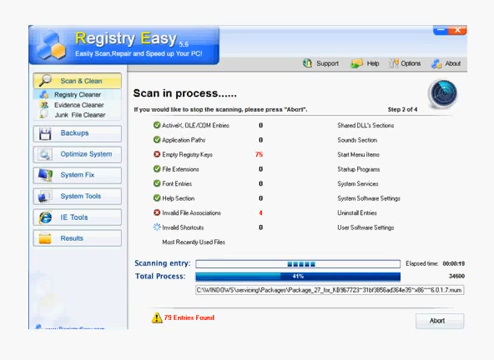 Registry Easy 5.6
Easily Scan,Repair and Speed up Your PC!
Support Help Options About
Scan & Clean
Registry Cleaner
Evidence Cleaner
Junk File Cleaner
Backups
Optimize System
System Fix
System Tools
IE Tools
Results
Scan in process......
If you would like to stop the scanning, please press "Abort".
Step 2 of 4
ActiveX, OLE/COM Entries 0 Shared DLL's Sections
Application Paths 0 Sounds Section
Empty Registry Keys 75 Start Menu Items
File Extensions 0 Startup Programs
Font Entries 0 System Services
Help Section 0 System Software Settings
Invalid File Associations 4 Uninstall Entries
Invalid Shortcuts 0 User Software Settings
Most Recently Used Files
Scanning entry: Elapsed time: 00:00:19
Total Process: 41% 34600
79 Entries Found
Abort